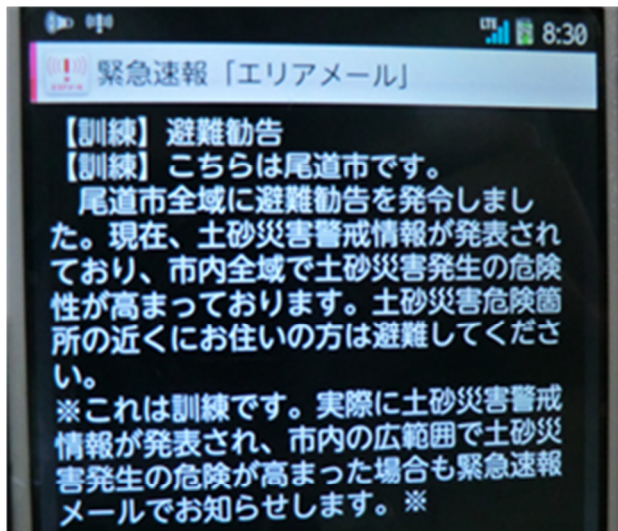 LTE 8:30
緊急速報「エリアメール」
【訓練】避難勧告
【訓練】こちらは尾道市です。
　尾道市全域に避難勧告を発令しまし
た。現在、土砂災害警戒情報が発表され
ており、市内全域で土砂災害発生の危険
性が高まっております。土砂災害危険箇
所の近くにお住いの方は避難してくださ
い。
※これは訓練です。実際に土砂災害警戒
情報が発表され、市内の広範囲で土砂災
害発生の危険が高まった場合も緊急速報
メールでお知らせします。※